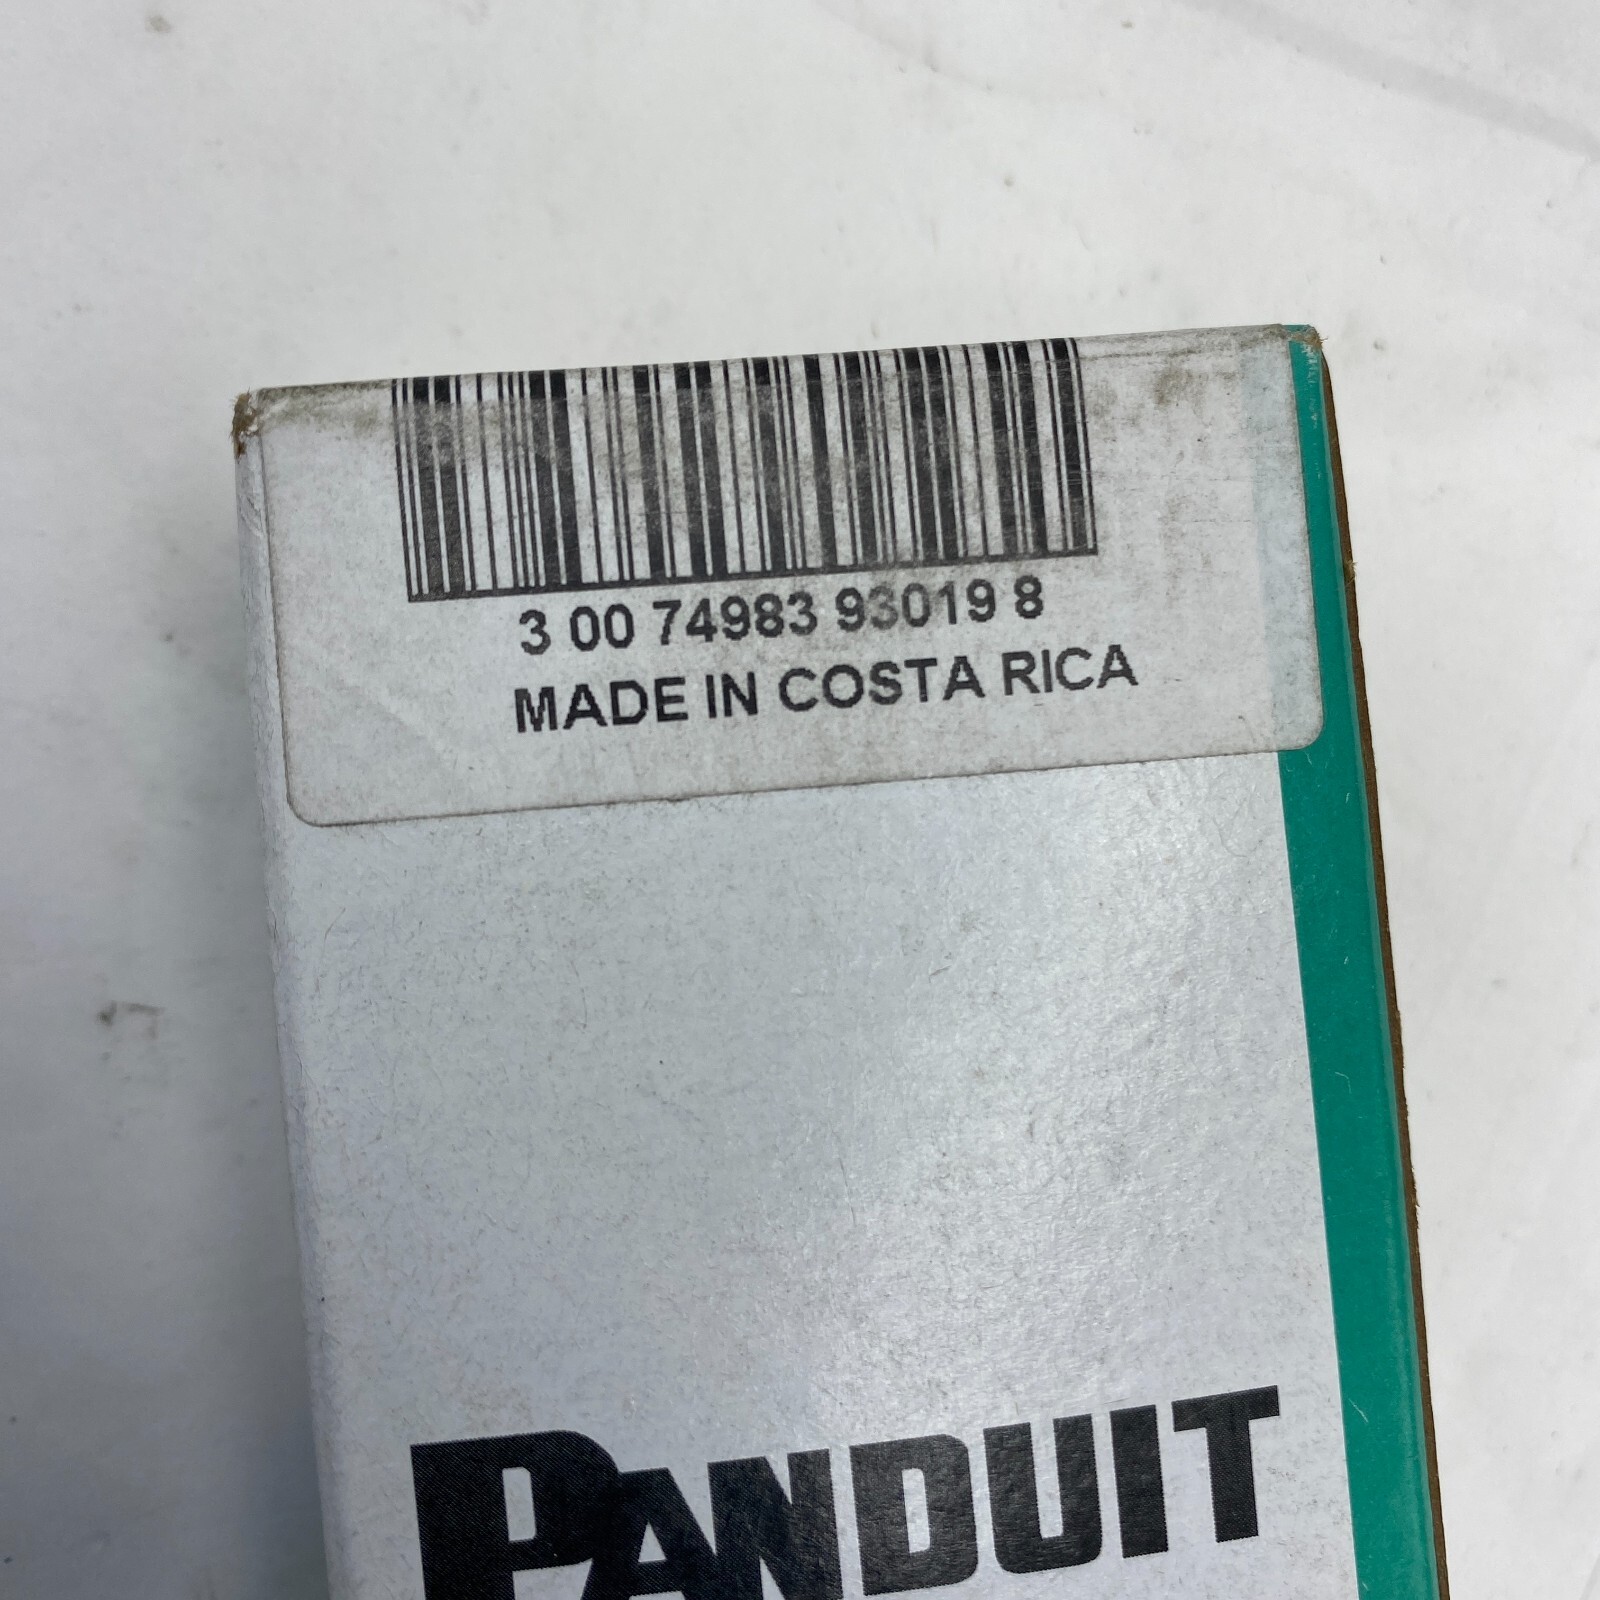 3 00 74983 93019 8
MADE IN COSTA RICA
PANDUIT